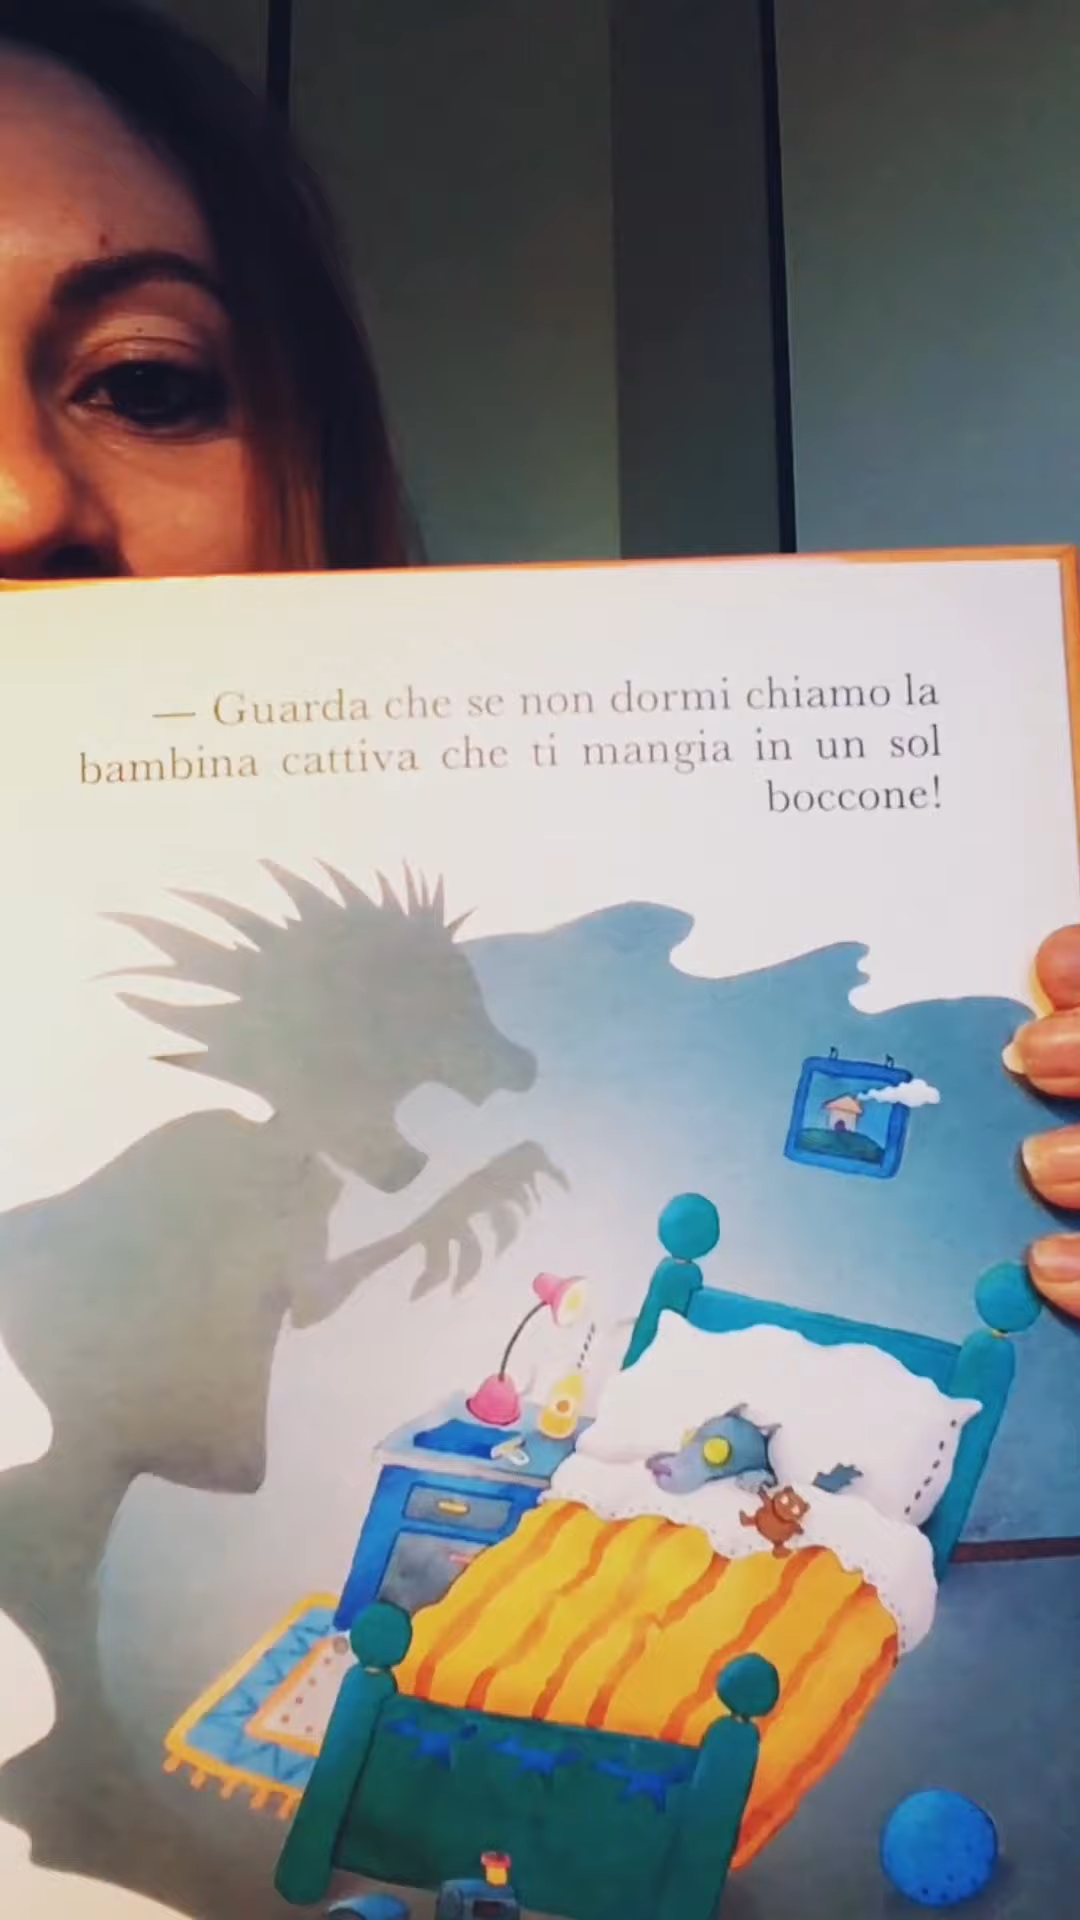 — Guarda che se non dormi chiamo la
bambina cattiva che ti mangia in un sol
boccone!